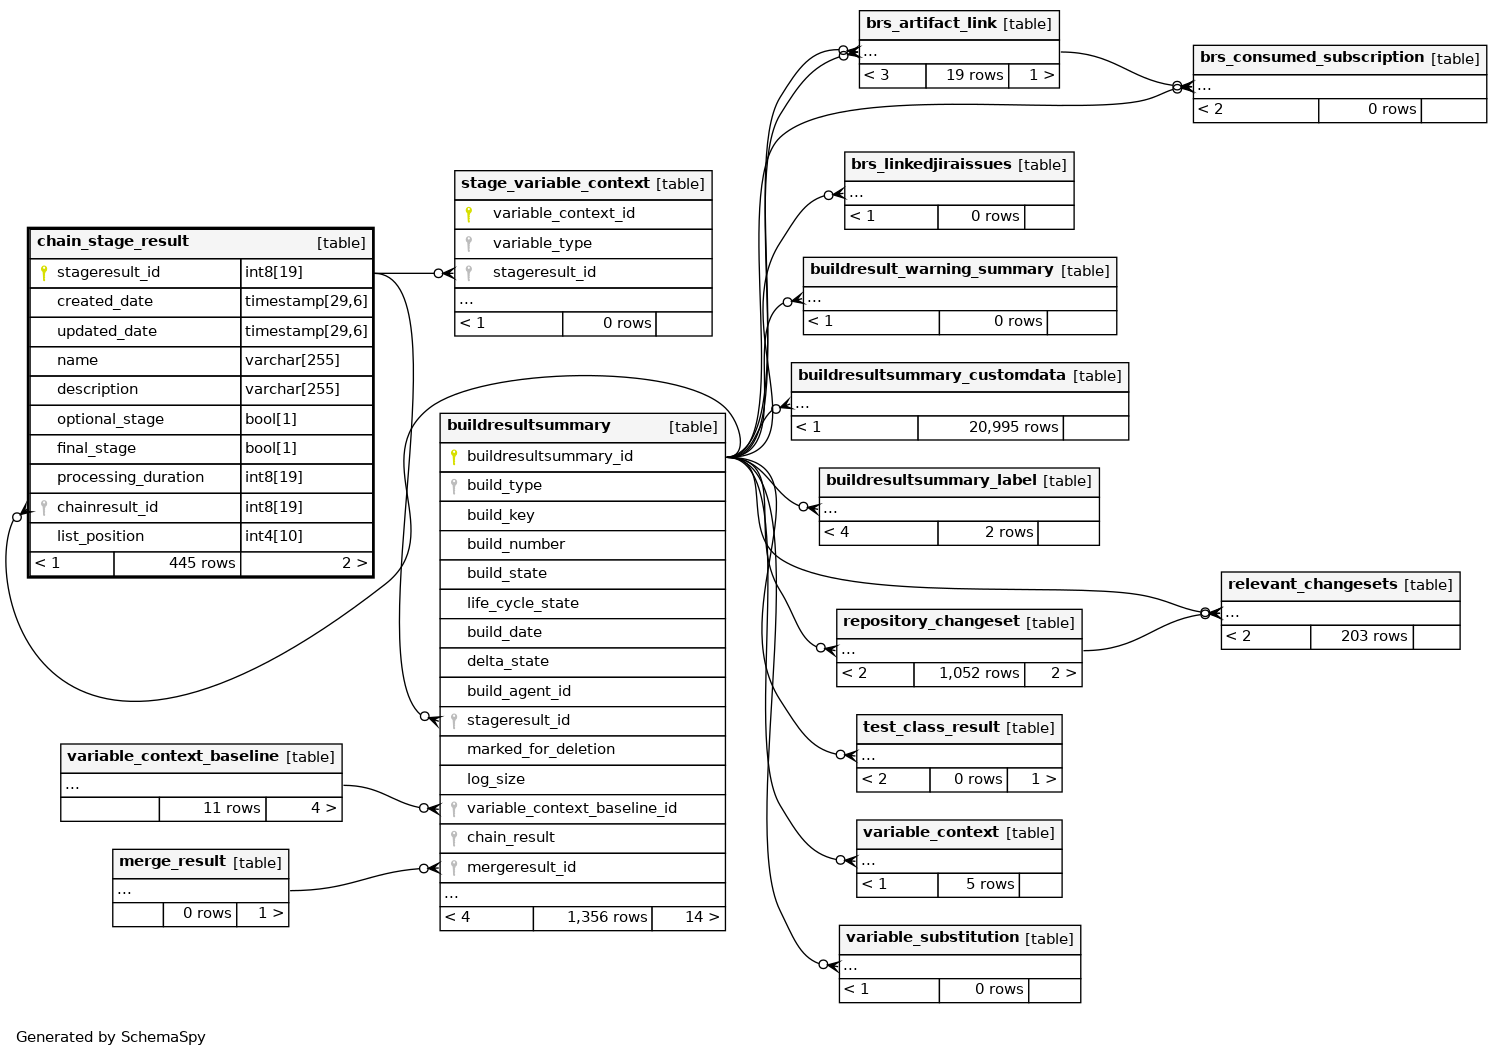 brs_artifact_link [table]
...
< 3 19 rows 1 >
brs_consumed_subscription [table]
...
< 2 0 rows
brs_linkedjiraissues [table]
...
< 1 0 rows
stage_variable_context [table]
variable_context_id
variable_type
stageresult_id
...
< 1 0 rows
chain_stage_result [table]
stageresult_id int8[19]
created_date timestamp[29,6]
updated_date timestamp[29,6]
name varchar[255]
description varchar[255]
optional_stage bool[1]
final_stage bool[1]
processing_duration int8[19]
chainresult_id int8[19]
list_position int4[10]
< 1 445 rows 2 >
buildresult_warning_summary [table]
...
< 1 0 rows
buildresultsummary_customdata [table]
...
< 1 20,995 rows
buildresultsummary [table]
buildresultsummary_id
build_type
build_key
build_number
build_state
life_cycle_state
build_date
delta_state
build_agent_id
stageresult_id
marked_for_deletion
log_size
variable_context_baseline_id
chain_result
mergeresult_id
...
< 4 1,356 rows 14 >
buildresultsummary_label [table]
...
< 4 2 rows
relevant_changesets [table]
...
< 2 203 rows
repository_changeset [table]
...
< 2 1,052 rows 2 >
test_class_result [table]
...
< 2 0 rows 1 >
variable_context_baseline [table]
...
11 rows 4 >
variable_context [table]
...
< 1 5 rows
merge_result [table]
...
0 rows 1 >
variable_substitution [table]
...
< 1 0 rows
Generated by SchemaSpy